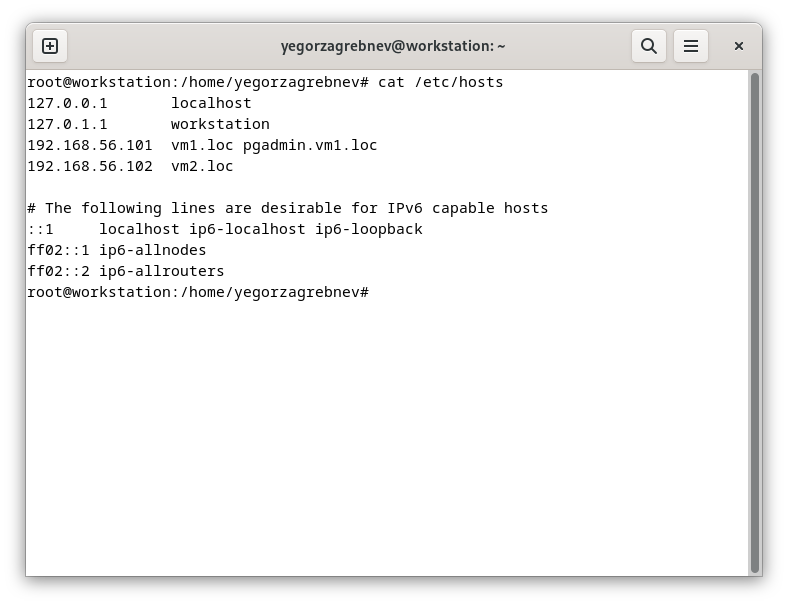 yegorzagrebnev@workstation: ~
root@workstation:/home/yegorzagrebnev# cat /etc/hosts
127.0.0.1       localhost
127.0.1.1       workstation
192.168.56.101  vm1.loc pgadmin.vm1.loc
192.168.56.102  vm2.loc

# The following lines are desirable for IPv6 capable hosts
::1     localhost ip6-localhost ip6-loopback
ff02::1 ip6-allnodes
ff02::2 ip6-allrouters
root@workstation:/home/yegorzagrebnev#